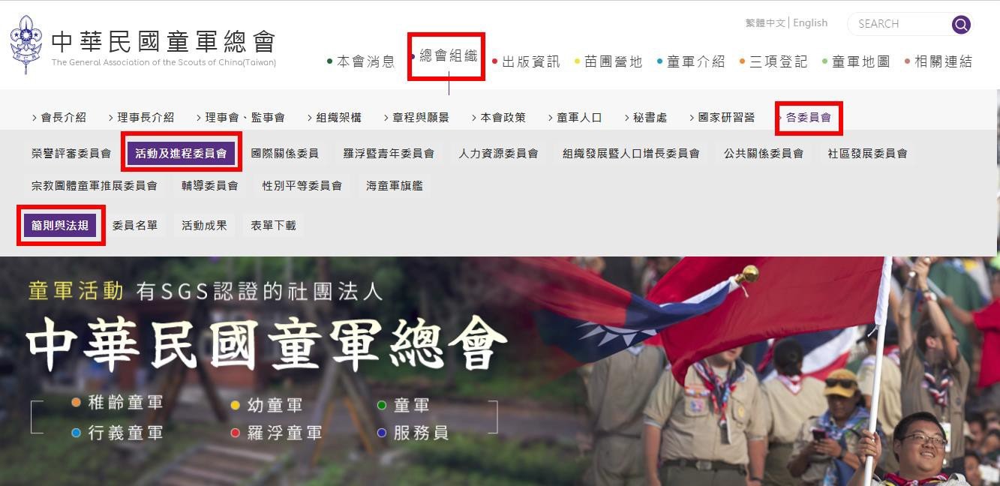 繁體中文 | English
SEARCH
中華民國童軍總會
The General Association of the Scouts of China(Taiwan)
本會消息 總會組織 出版資訊 苗圃營地 童軍介紹 三項登記 童軍地圖 相關連結
> 會長介紹 > 理事長介紹 > 理事會、監事會 > 組織架構 > 章程與願景 > 本會政策 > 童軍人口 > 秘書處 > 國家研習營 > 各委員會
榮譽評審委員會 活動及進程委員會 國際關係委員 羅浮暨青年委員會 人力資源委員會 組織發展暨人口增長委員會 公共關係委員會 社區發展委員會
宗教團體童軍推展委員會 輔導委員會 性別平等委員會 海童軍旗艦
簡則與法規 委員名單 活動成果 表單下載
童軍活動 有SGS認證的社團法人
中華民國童軍總會
稚齡童軍 幼童軍 童軍
行義童軍 羅浮童軍 服務員